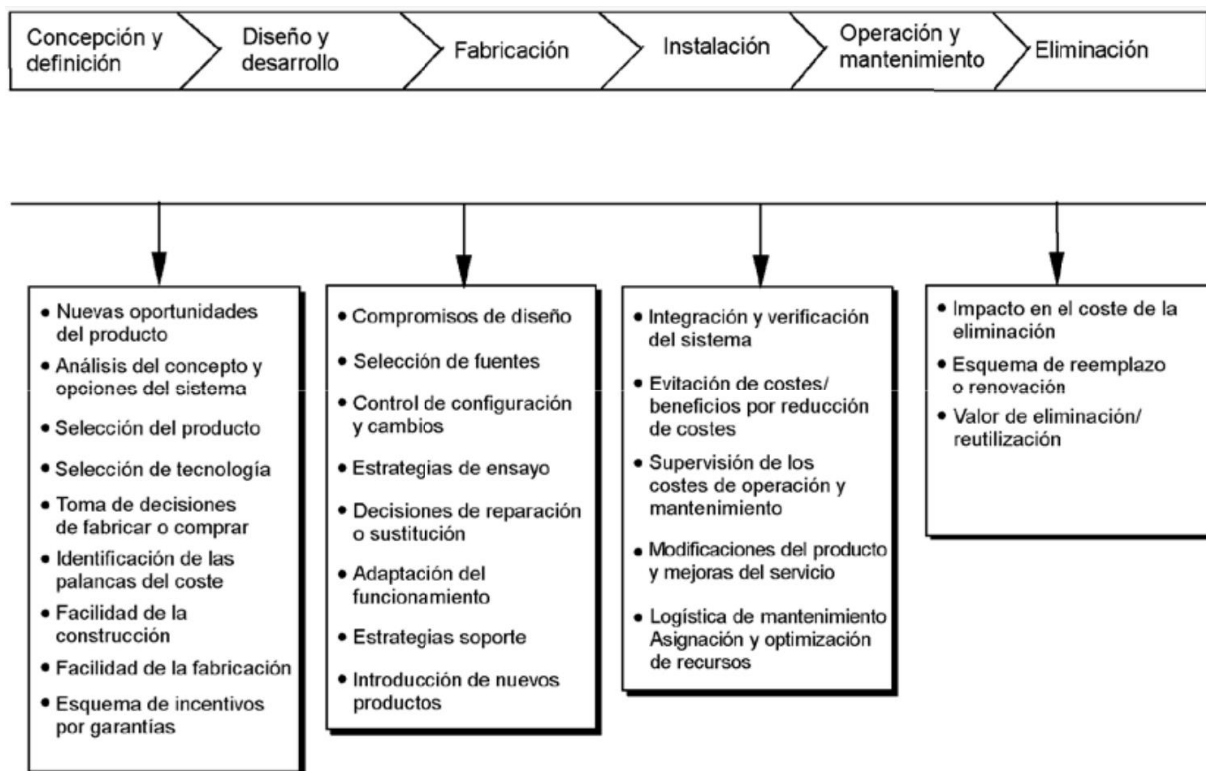 Concepción y
definición
Diseño y
desarrollo
Fabricación
Instalación
Operación y
mantenimiento
Eliminación
• Nuevas oportunidades
del producto
• Análisis del concepto y
opciones del sistema
• Selección del producto
• Selección de tecnología
• Toma de decisiones
de fabricar o comprar
• Identificación de las
palancas del coste
• Facilidad de la
construcción
• Facilidad de la fabricación
• Esquema de incentivos
por garantías
• Compromisos de diseño
• Selección de fuentes
• Control de configuración
y cambios
• Estrategias de ensayo
• Decisiones de reparación
o sustitución
• Adaptación del
funcionamiento
• Estrategias soporte
• Introducción de nuevos
productos
• Integración y verificación
del sistema
• Evitación de costes/
beneficios por reducción
de costes
• Supervisión de los
costes de operación y
mantenimiento
• Modificaciones del producto
y mejoras del servicio
• Logística de mantenimiento
Asignación y optimización
de recursos
• Impacto en el coste de la
eliminación
• Esquema de reemplazo
o renovación
• Valor de eliminación/
reutilización